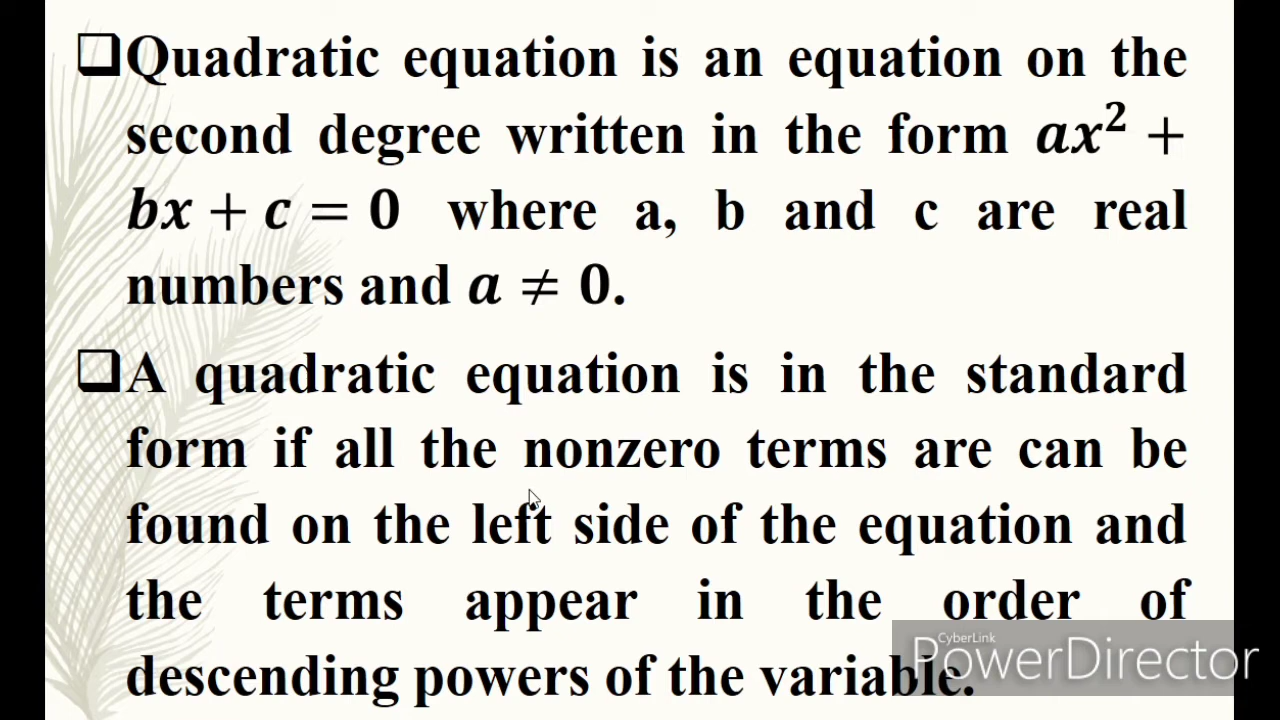 ❑Quadratic equation is an equation on the
second degree written in the form 𝒂𝒙² +
𝒃𝒙 + 𝒄 = 𝟎 where a, b and c are real
numbers and 𝒂 ≠ 𝟎.
❑A quadratic equation is in the standard
form if all the nonzero terms are can be
found on the left side of the equation and
the terms appear in the order of
descending powers of the variable.
CyberLink
PowerDirector